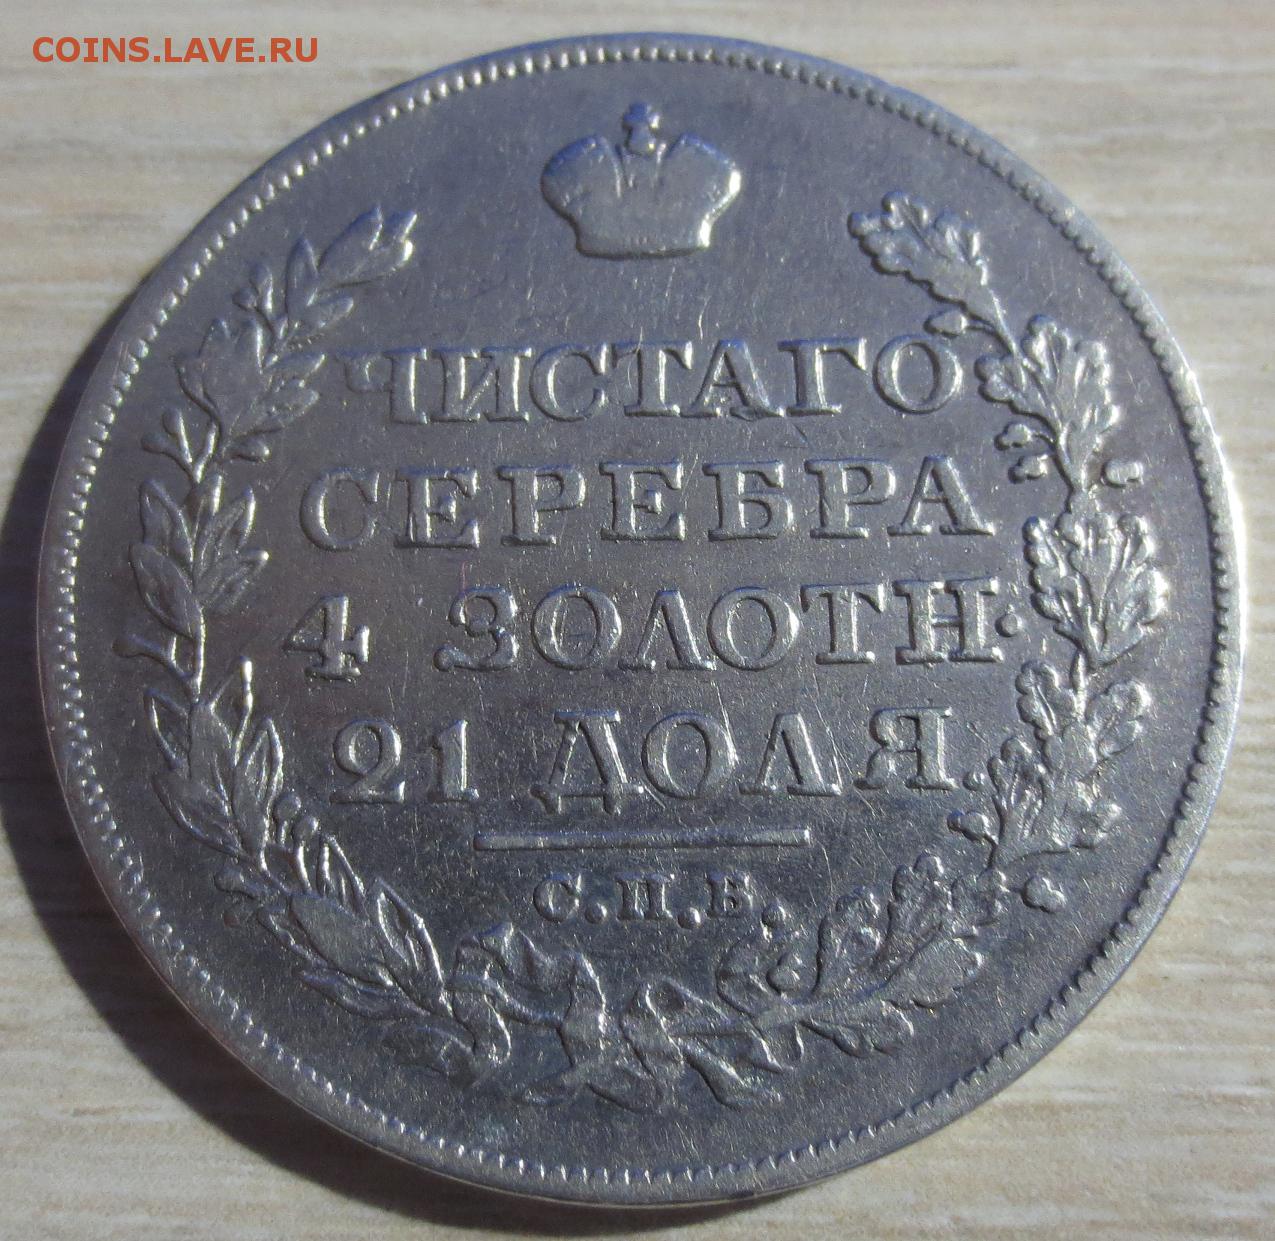 COINS.LAVE.RU
ЧИСТАГО
СЕРЕБРА
4 ЗОЛОТН.
21 ДОЛЯ.
С.П.Б.